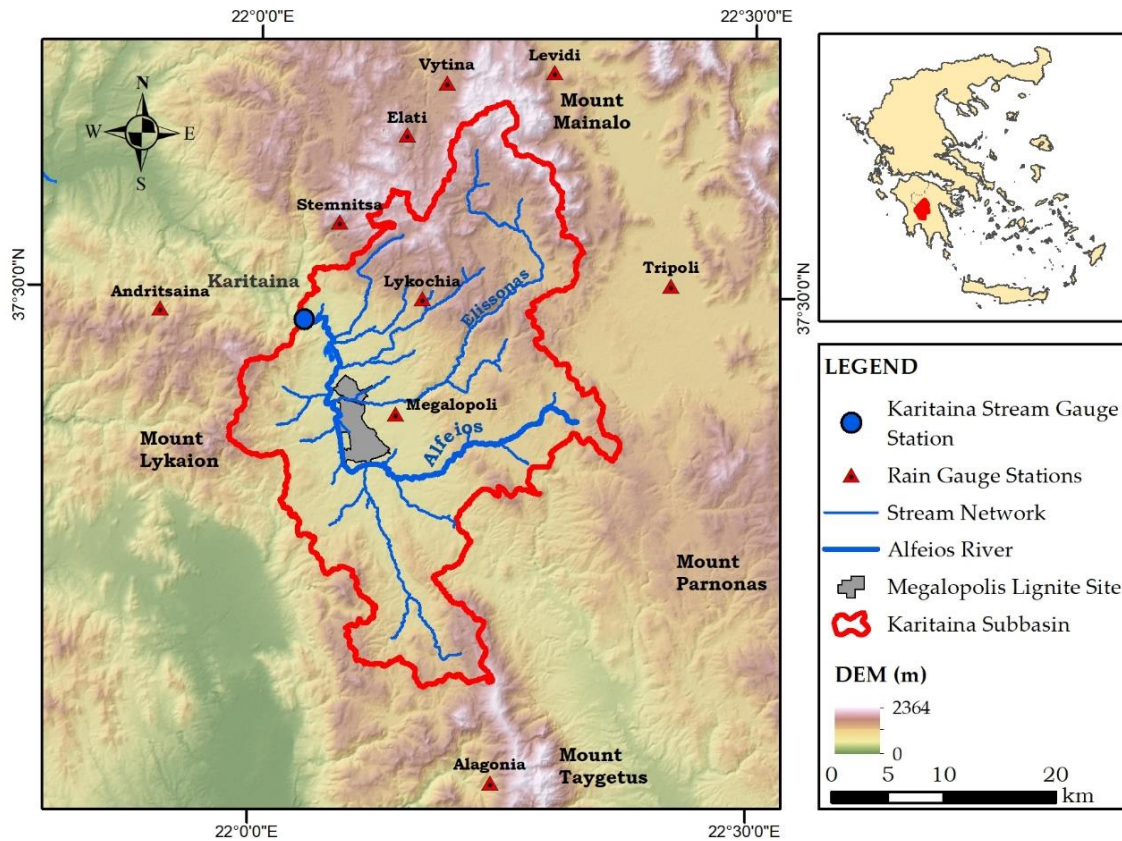 22°0'0"E
22°30'0"E
Levidi
Vytina
Mount
Mainalo
N
W
E
S
Elati
Stemnitsa
37°30'0"N
Karitaina
Andritsaina
Lykochia
Elissonas
Tripoli
37°30'0"N
Megalopoli
Alfeios
Mount
Lykaion
Mount
Parnonas
Alagonia
Mount
Taygetus
22°0'0"E
22°30'0"E
LEGEND
Karitaina Stream Gauge
Station
Rain Gauge Stations
Stream Network
Alfeios River
Megalopolis Lignite Site
Karitaina Subbasin
DEM (m)
2364
0
0 5 10 20
km